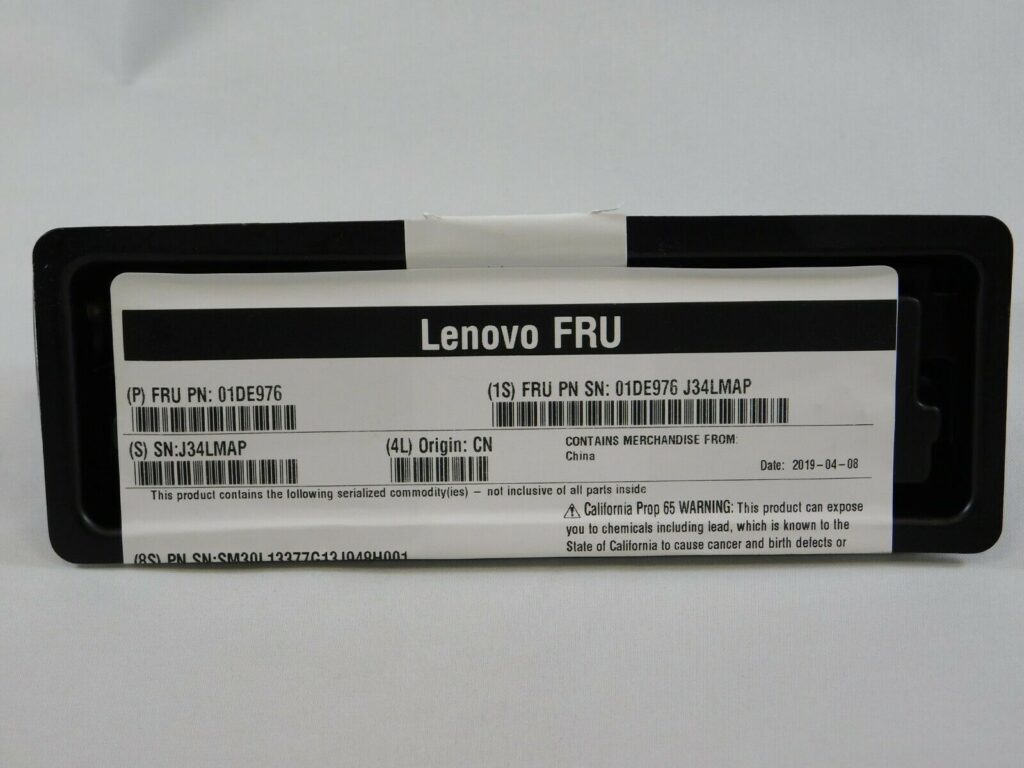 Lenovo FRU
(P) FRU PN: 01DE976
(1S) FRU PN SN: 01DE976 J34LMAP
(S) SN:J34LMAP
(4L) Origin: CN
CONTAINS MERCHANDISE FROM:
China
Date: 2019-04-08
This product contains the following serialized commodity(ies) – not inclusive of all parts inside
⚠ California Prop 65 WARNING: This product can expose
you to chemicals including lead, which is known to the
State of California to cause cancer and birth defects or
(8S) PN SN: